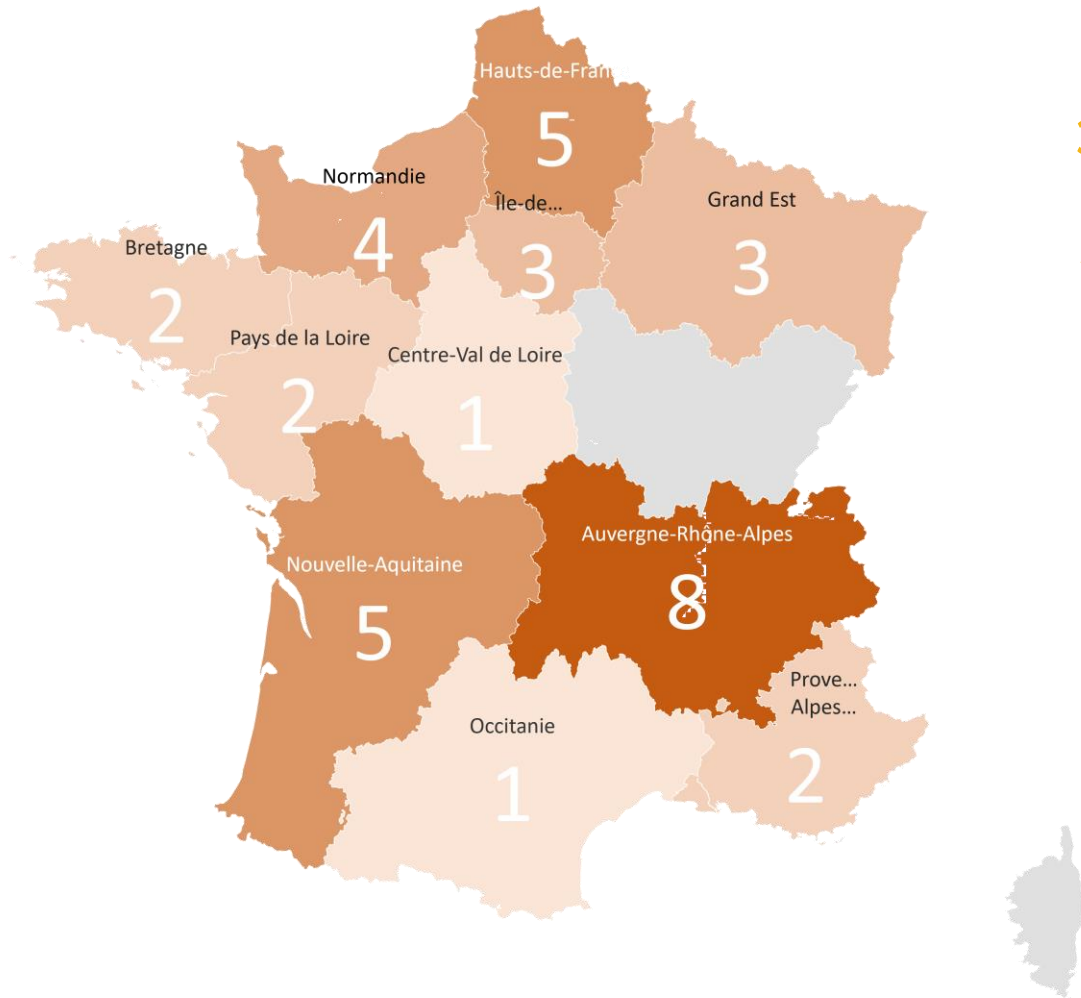 Hauts-de-Fran
5
Normandie
4
Île-de...
3
Grand Est
3
Bretagne
2
Pays de la Loire
2
Centre-Val de Loire
1
Auvergne-Rhône-Alpes
8
Nouvelle-Aquitaine
5
Prove...
Alpes...
2
Occitanie
1